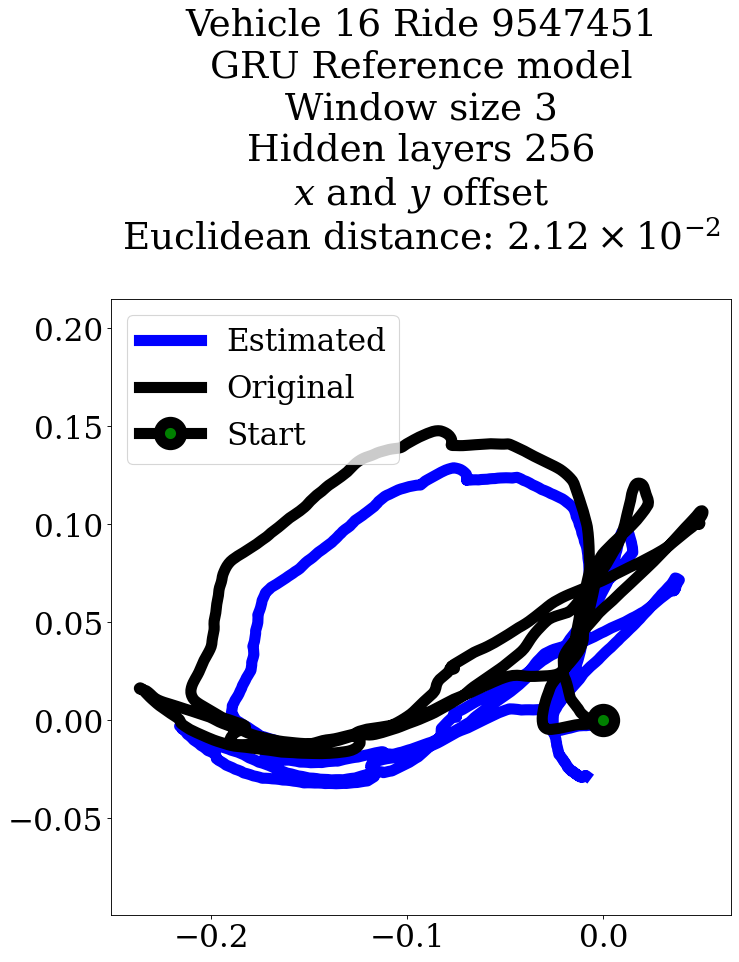 Vehicle 16 Ride 9547451
GRU Reference model
Window size 3
Hidden layers 256
x and y offset
Euclidean distance: 2.12 × 10⁻²
Estimated
Original
Start
0.20
0.15
0.10
0.05
0.00
−0.05
−0.2 −0.1 0.0